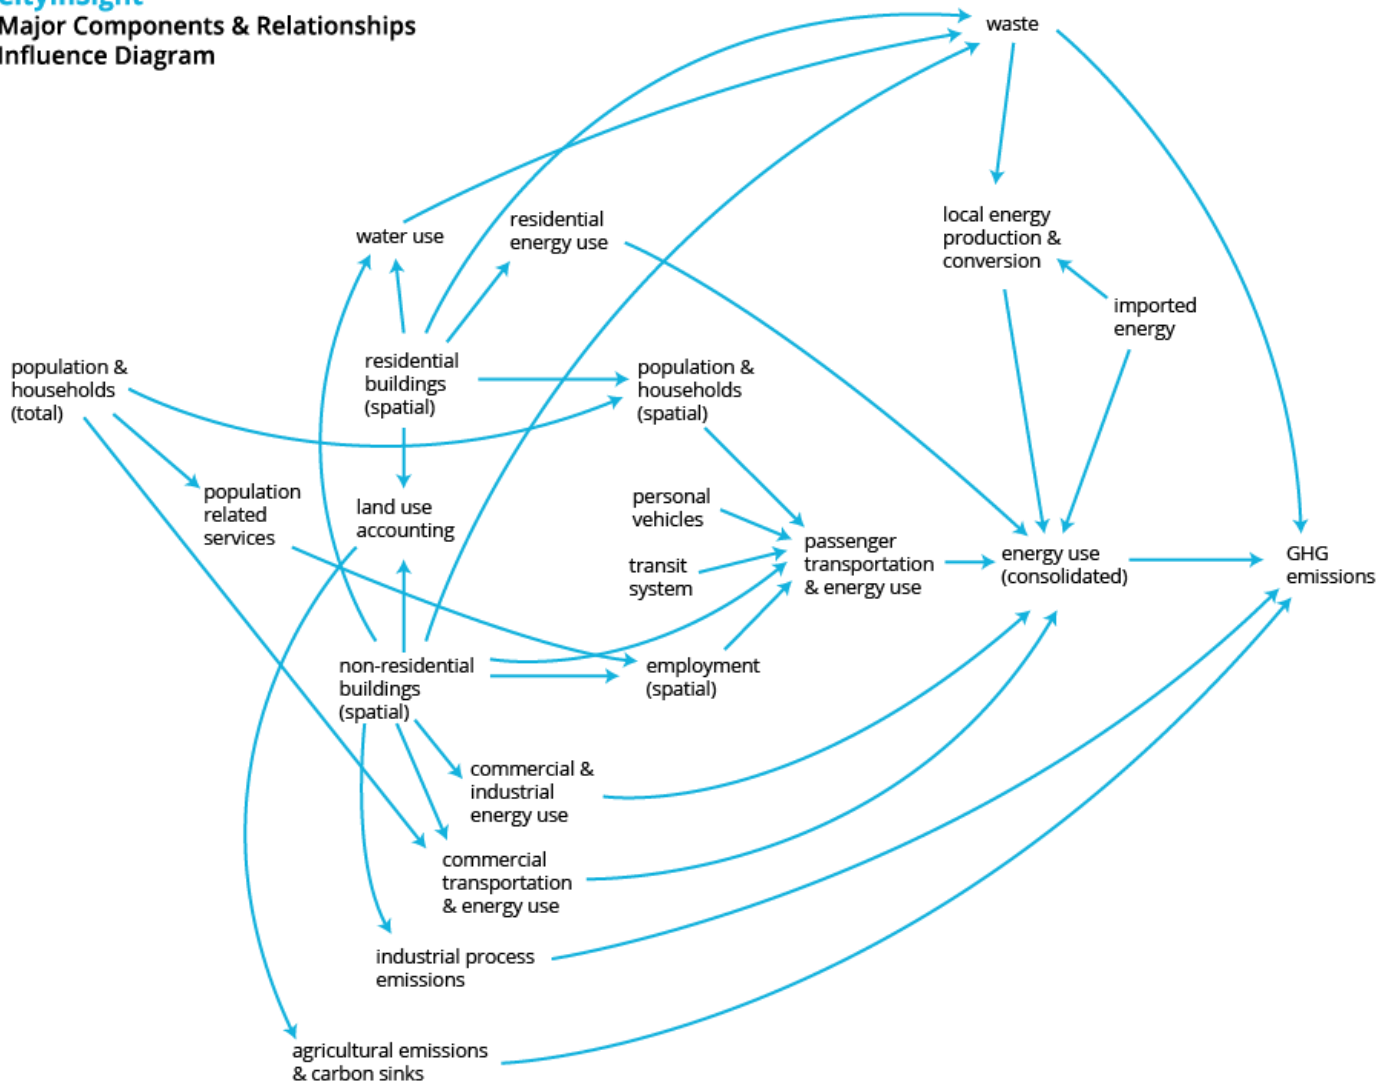 CityInSight
Major Components & Relationships
Influence Diagram
waste
water use
residential
energy use
local energy
production &
conversion
imported
energy
population &
households
(total)
residential
buildings
(spatial)
population &
households
(spatial)
population
related
services
land use
accounting
personal
vehicles
transit
system
passenger
transportation
& energy use
energy use
(consolidated)
GHG
emissions
non-residential
buildings
(spatial)
employment
(spatial)
commercial &
industrial
energy use
commercial
transportation
& energy use
industrial process
emissions
agricultural emissions
& carbon sinks